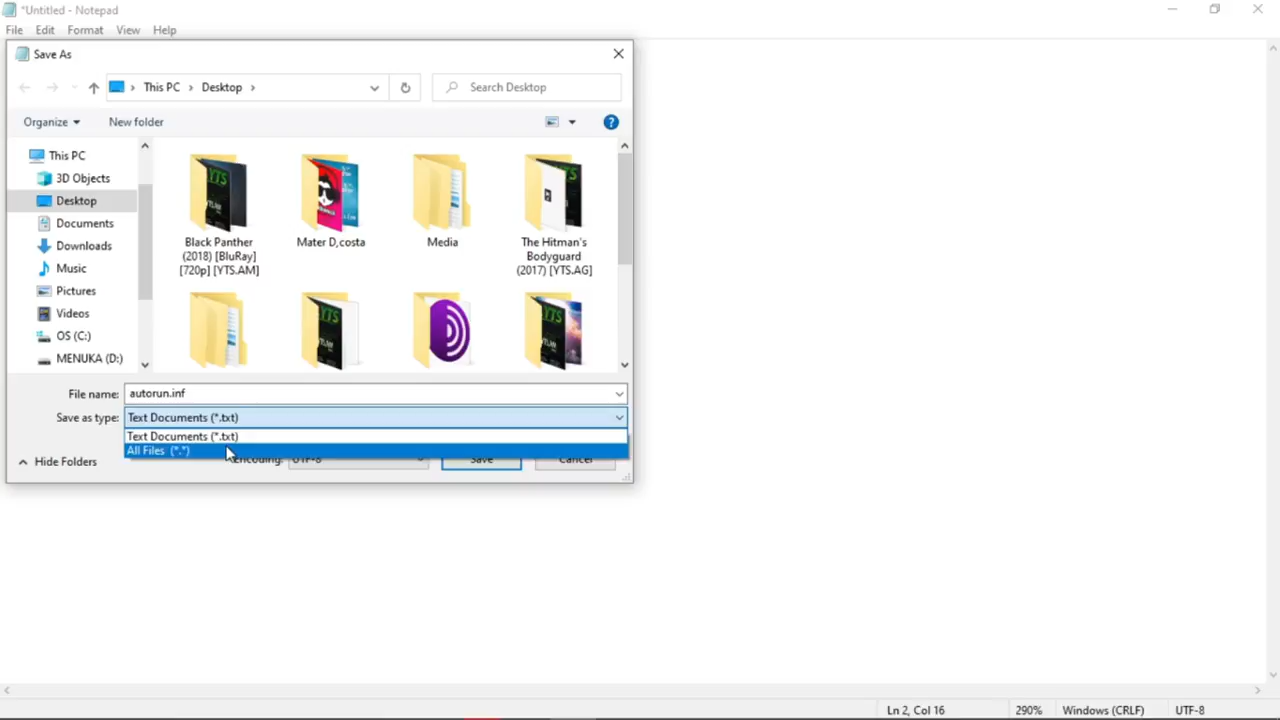 *Untitled - Notepad
File Edit Format View Help
Save As
This PC Desktop
Search Desktop
Organize New folder
This PC
3D Objects
Desktop
Documents
Downloads
Music
Pictures
Videos
OS (C:)
MENUKA (D:)
Black Panther
(2018) [BluRay]
[720p] [YTS.AM]
Mater D,costa
Media
The Hitman's
Bodyguard
(2017) [YTS.AG]
File name: autorun.inf
Save as type: Text Documents (*.txt)
Text Documents (*.txt)
All Files (*.*)
Hide Folders
Encoding: UTF-8 Save Cancel
Ln 2, Col 16 290% Windows (CRLF) UTF-8